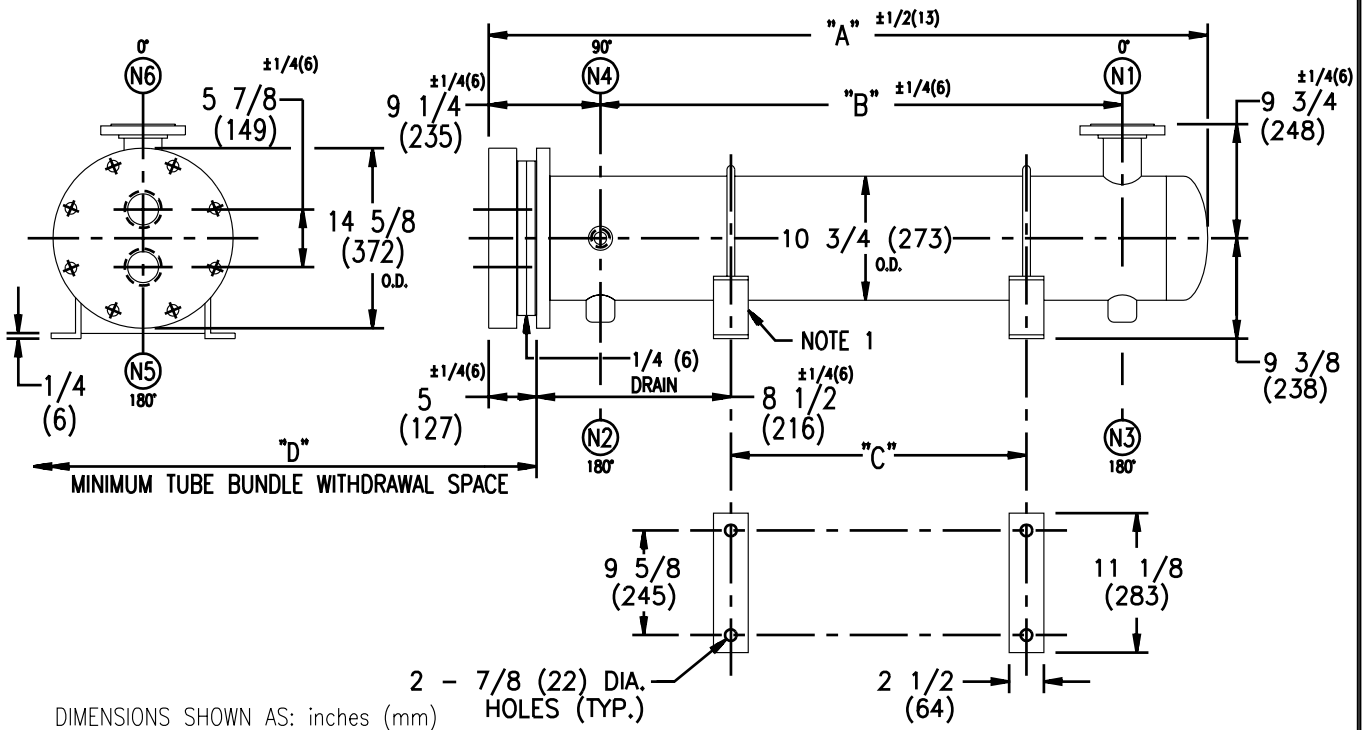 0°
N6
±1/4(6)
5 7/8
(149)
14 5/8
(372)
O.D.
N5
180°
1/4
(6)
"A" ±1/2(13)
±1/4(6)
9 1/4
(235)
90°
N4
"B" ±1/4(6)
0°
N1
±1/4(6)
9 3/4
(248)
10 3/4 (273)
O.D.
NOTE 1
1/4 (6)
DRAIN
±1/4(6)
5
(127)
±1/4(6)
8 1/2
(216)
9 3/8
(238)
N2
180°
N3
180°
"C"
"D"
MINIMUM TUBE BUNDLE WITHDRAWAL SPACE
9 5/8
(245)
11 1/8
(283)
2 - 7/8 (22) DIA.
HOLES (TYP.)
2 1/2
(64)
DIMENSIONS SHOWN AS: inches (mm)